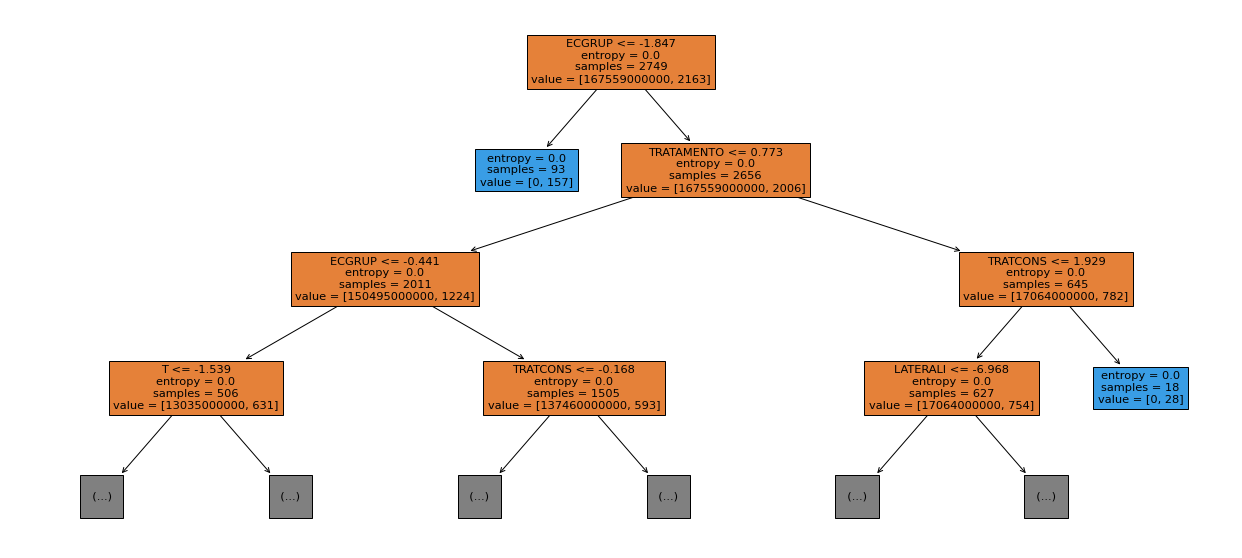 ECGRUP <= -1.847
entropy = 0.0
samples = 2749
value = [167559000000, 2163]
entropy = 0.0
samples = 93
value = [0, 157]
TRATAMENTO <= 0.773
entropy = 0.0
samples = 2656
value = [167559000000, 2006]
ECGRUP <= -0.441
entropy = 0.0
samples = 2011
value = [150495000000, 1224]
TRATCONS <= 1.929
entropy = 0.0
samples = 645
value = [17064000000, 782]
T <= -1.539
entropy = 0.0
samples = 506
value = [13035000000, 631]
TRATCONS <= -0.168
entropy = 0.0
samples = 1505
value = [137460000000, 593]
LATERALI <= -6.968
entropy = 0.0
samples = 627
value = [17064000000, 754]
entropy = 0.0
samples = 18
value = [0, 28]
(...)
(...)
(...)
(...)
(...)
(...)